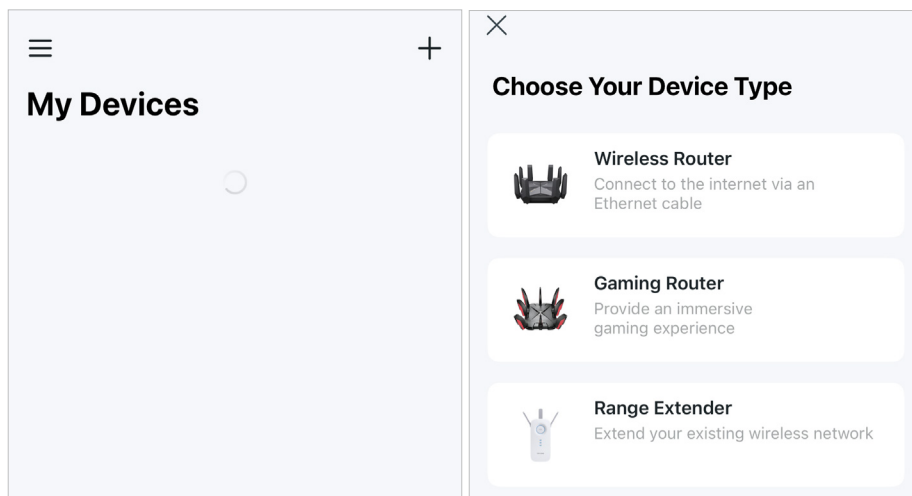 My Devices
Choose Your Device Type
Wireless Router
Connect to the internet via an
Ethernet cable
Gaming Router
Provide an immersive
gaming experience
Range Extender
Extend your existing wireless network